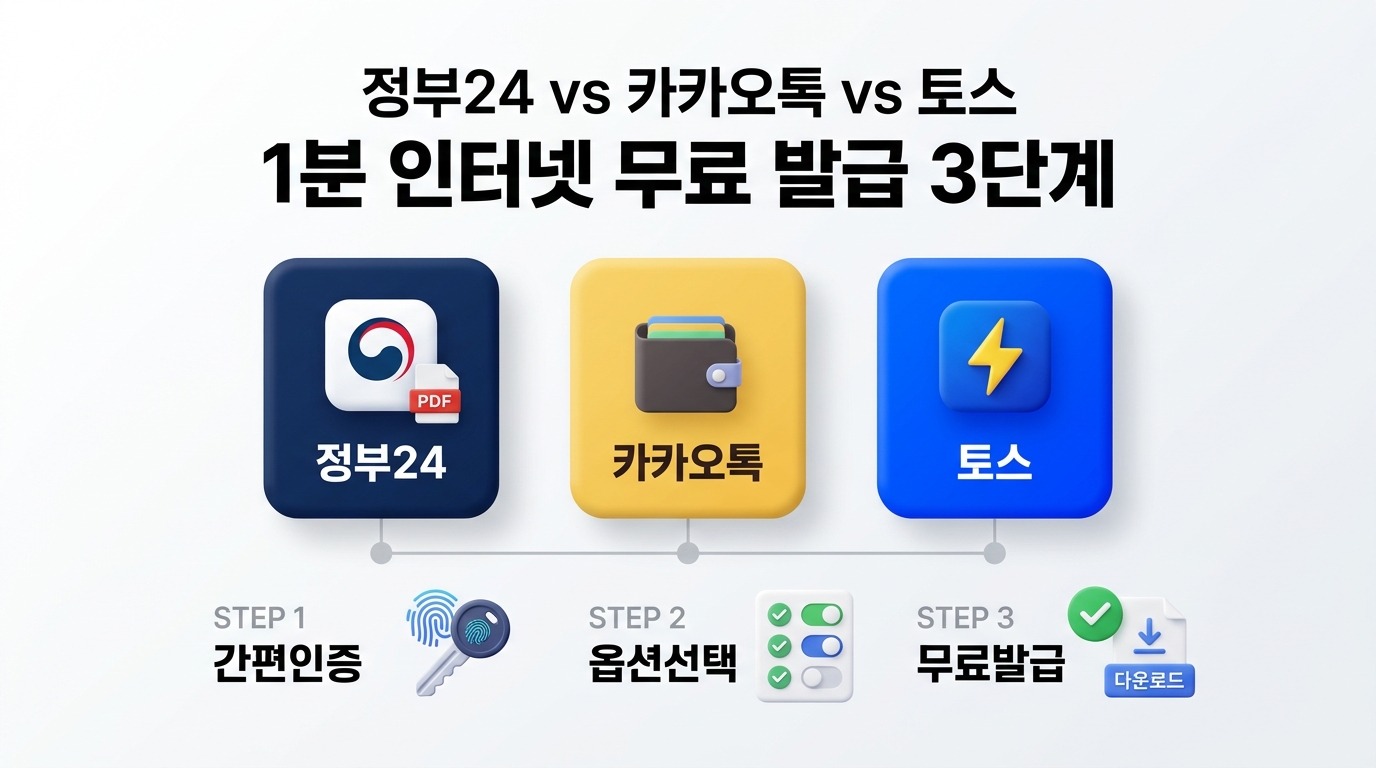 정부24 vs 카카오톡 vs 토스
1분 인터넷 무료 발급 3단계
PDF
정부24
카카오톡
토스
STEP 1
간편인증
STEP 2
옵션선택
STEP 3
무료발급
다운로드